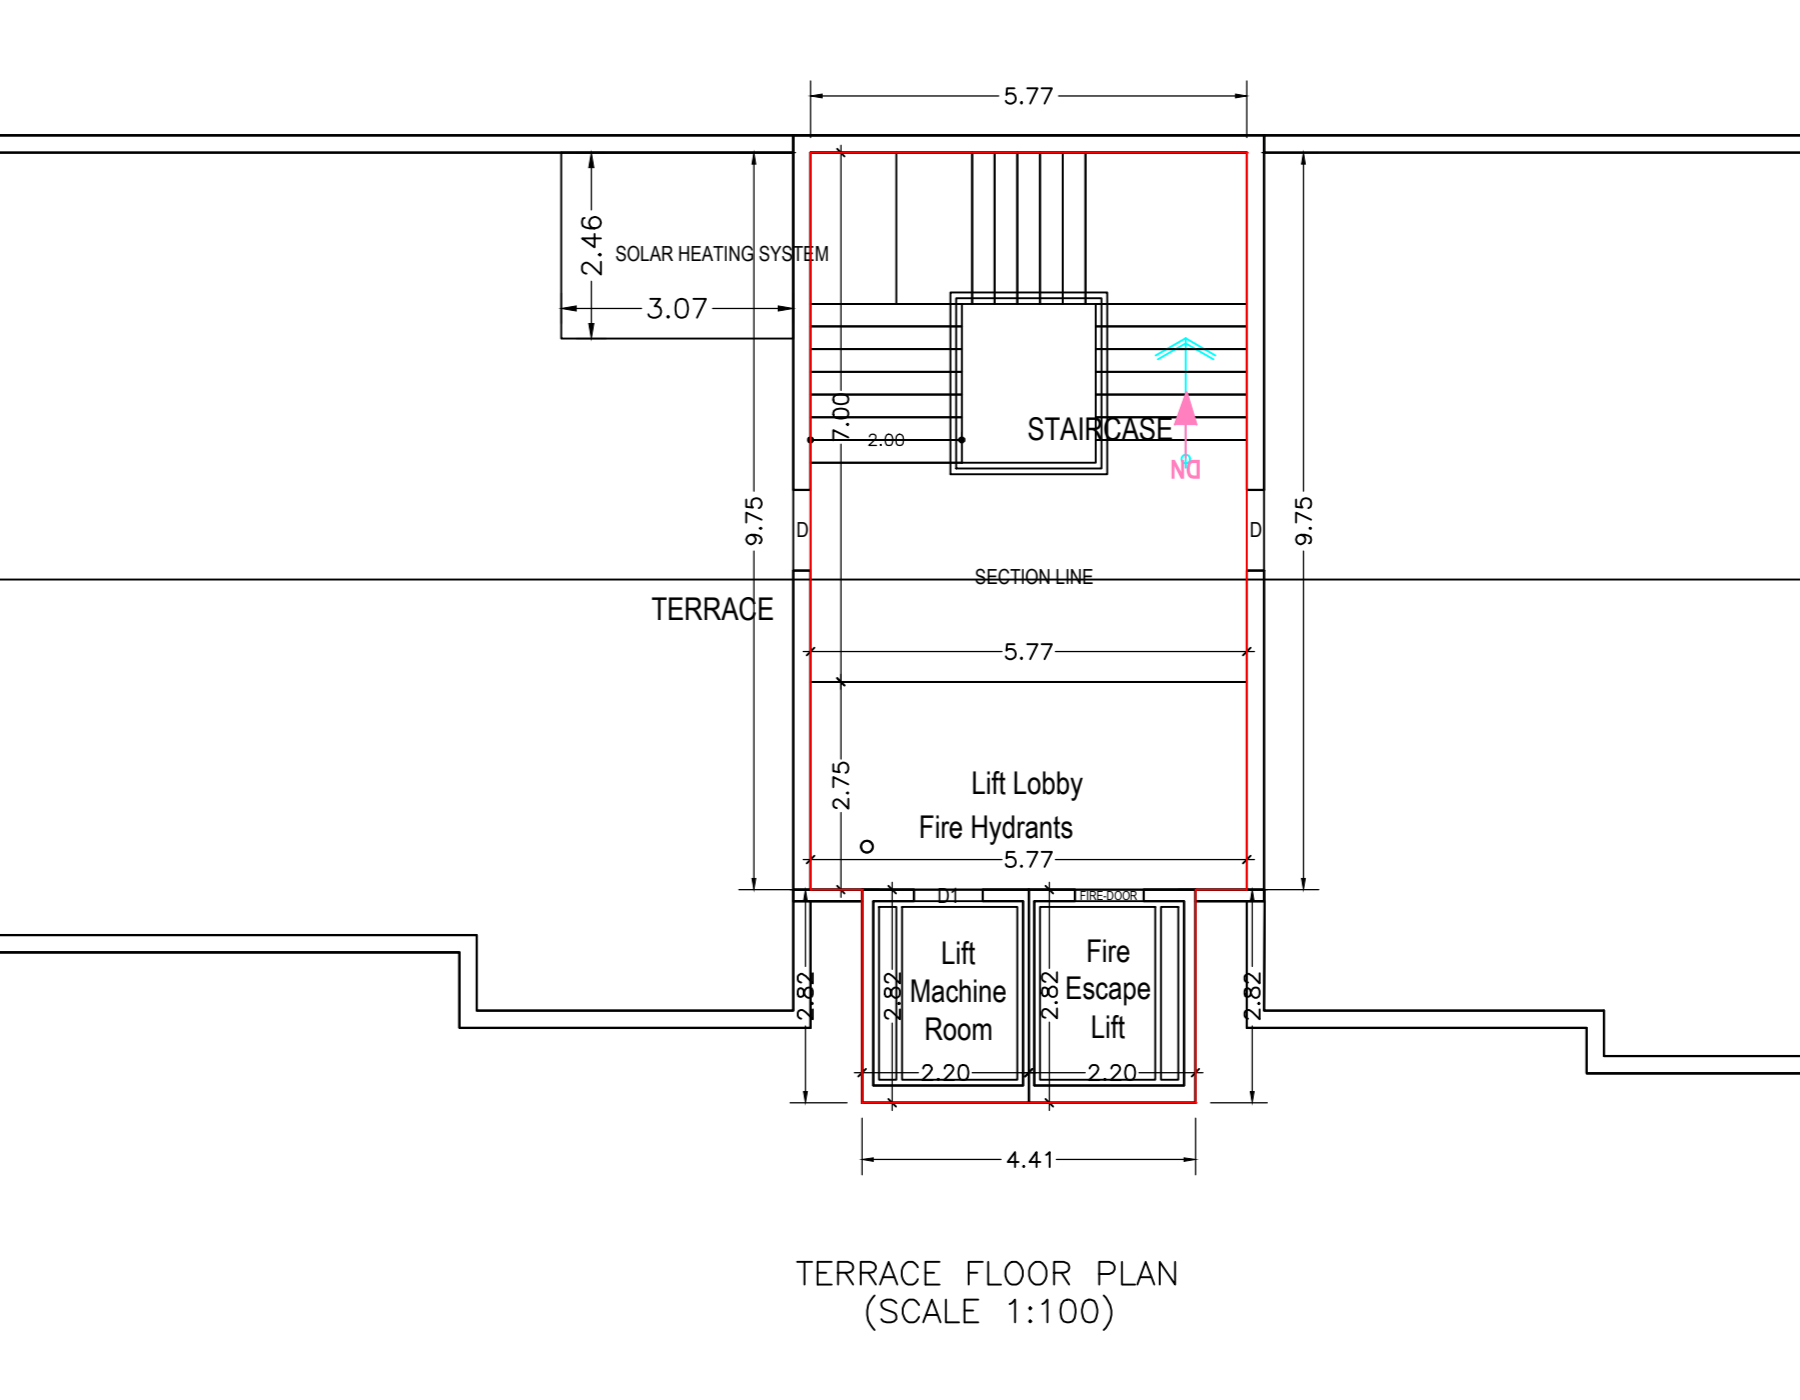 5.77
2.46
SOLAR HEATING SYSTEM
3.07
7.00
2.00
STAIRCASE
DN
9.75
9.75
D
D
SECTION LINE
TERRACE
5.77
2.75
Lift Lobby
Fire Hydrants
5.77
D1
FIRE-DOOR
2.82
2.82
Lift
Machine
Room
2.82
Fire
Escape
Lift
2.82
2.20
2.20
4.41
TERRACE FLOOR PLAN
(SCALE 1:100)